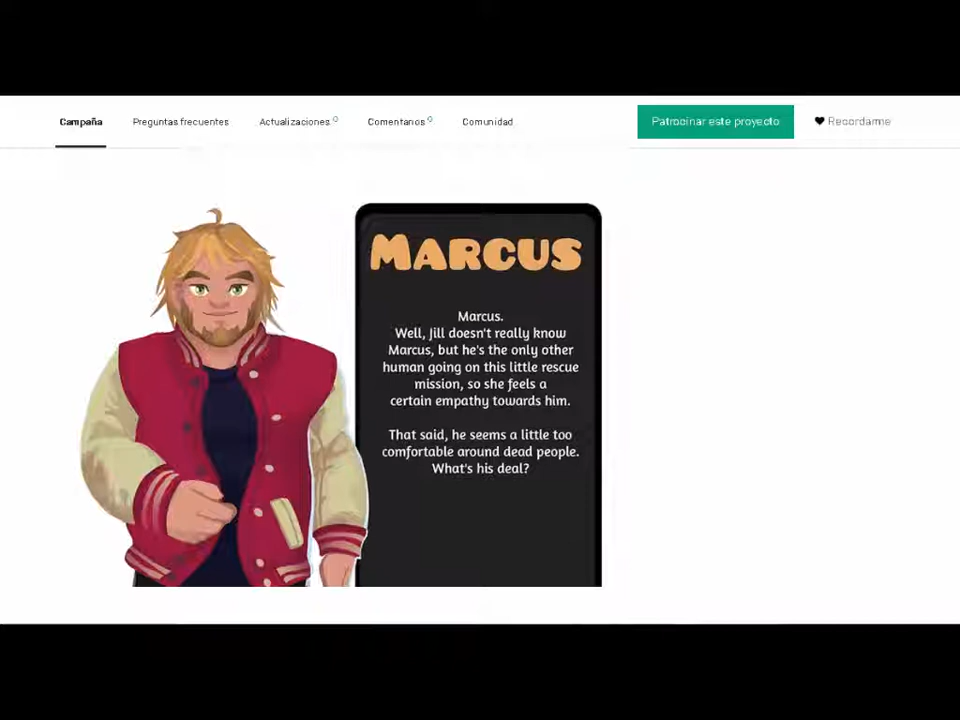 Campaña Preguntas frecuentes Actualizaciones 0 Comentarios 0 Comunidad Patrocinar este proyecto Recordarme
MARCUS
Marcus.
Well, Jill doesn't really know
Marcus, but he's the only other
human going on this little rescue
mission, so she feels a
certain empathy towards him.
That said, he seems a little too
comfortable around dead people.
What's his deal?